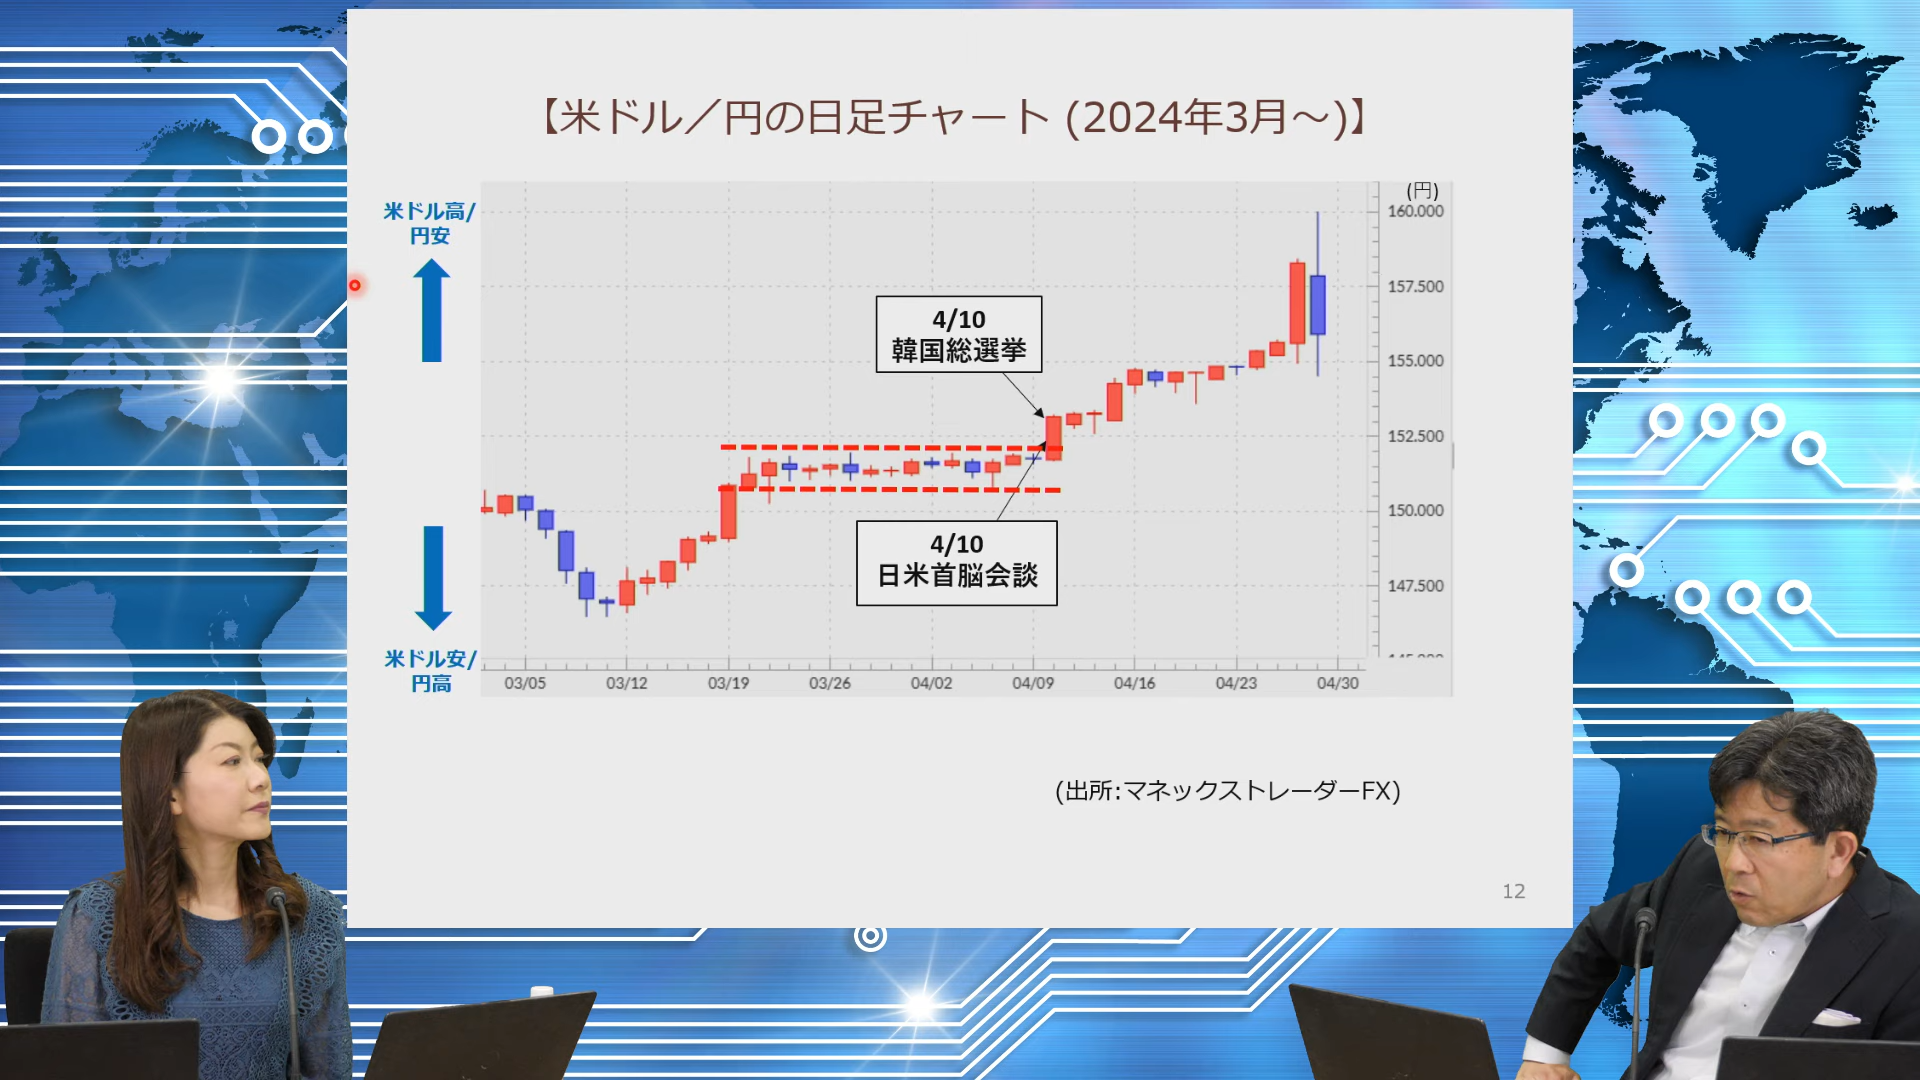 【米ドル／円の日足チャート (2024年3月～)】
米ドル高/
円安
(円)
160.000
157.500
155.000
152.500
150.000
147.500
4/10
韓国総選挙
4/10
日米首脳会談
米ドル安/
円高
03/05 03/12 03/19 03/26 04/02 04/09 04/16 04/23 04/30
(出所:マネックストレーダーFX)
12